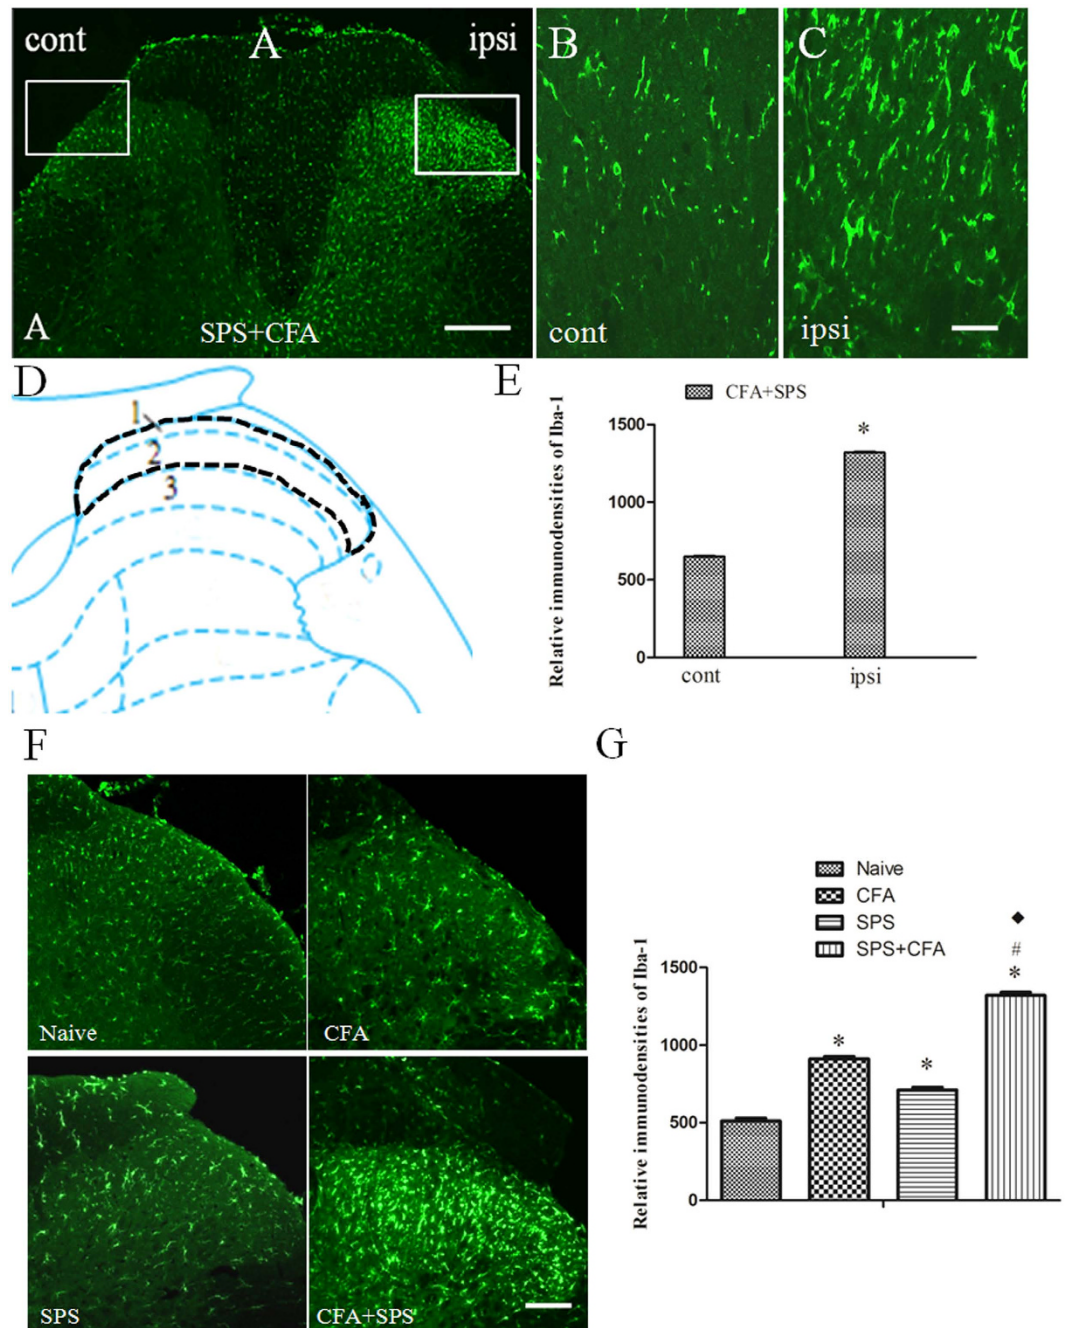 cont A ipsi
A SPS+CFA
B
cont
C
ipsi
D
1
2
3
E
CFA+SPS
Relative immunodensities of Iba-1
1500
1000
500
0
*
cont ipsi
F
Naive
CFA
SPS
CFA+SPS
G
Naive
CFA
SPS
SPS+CFA
Relative immunodensities of Iba-1
1500
1000
500
0
*
*
◆
#
*